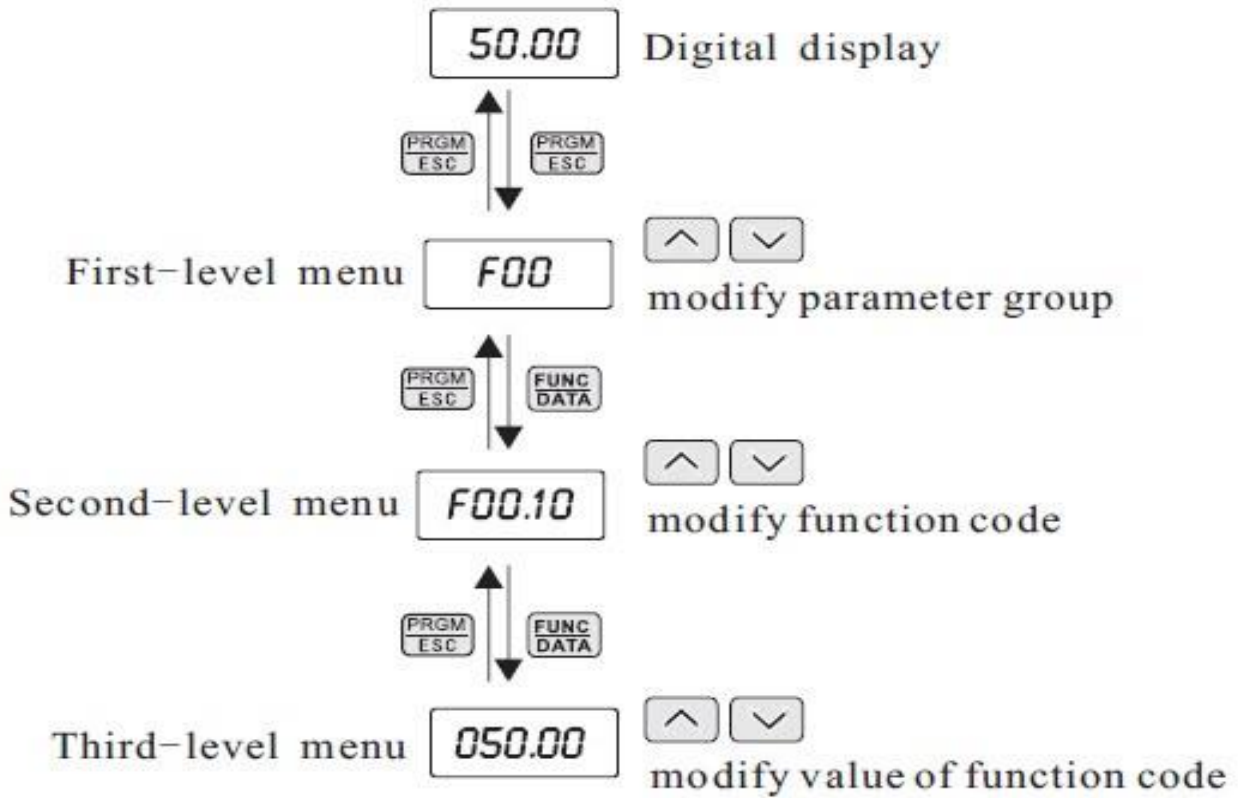 50.00 Digital display
PRGM PRGM
ESC ESC
First-level menu F00
modify parameter group
PRGM FUNC
ESC DATA
Second-level menu F00.10
modify function code
PRGM FUNC
ESC DATA
Third-level menu 050.00
modify value of function code